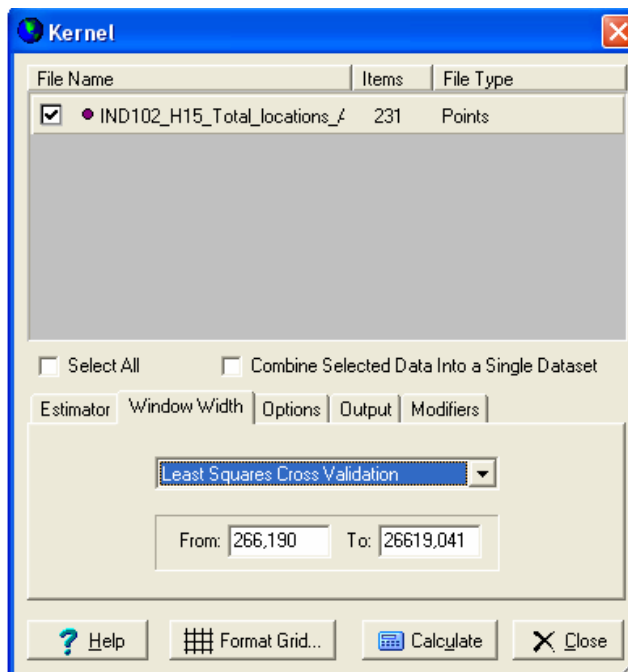 Kernel
File Name Items File Type
IND102_H15_Total_locations_A 231 Points
Select All Combine Selected Data Into a Single Dataset
Estimator Window Width Options Output Modifiers
Least Squares Cross Validation
From: 266,190 To: 26619,041
Help Format Grid... Calculate Close